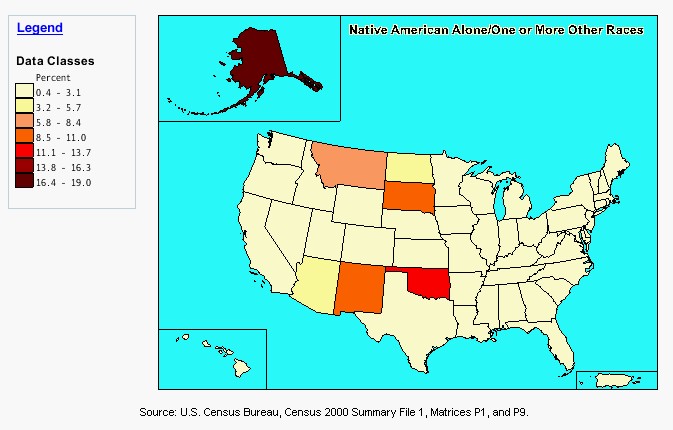 Legend
Native American Alone/One or More Other Races
Data Classes
Percent
0.4 - 3.1
3.2 - 5.7
5.8 - 8.4
8.5 - 11.0
11.1 - 13.7
13.8 - 16.3
16.4 - 19.0
Source: U.S. Census Bureau, Census 2000 Summary File 1, Matrices P1, and P9.